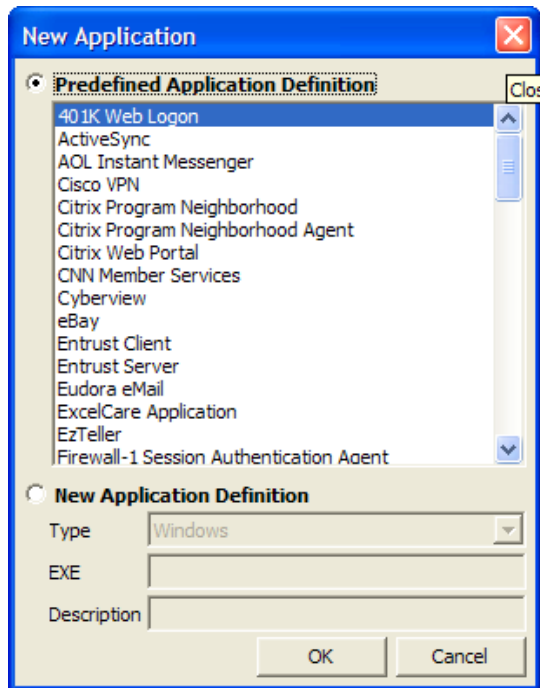 New Application
Predefined Application Definition
Clos
401K Web Logon
ActiveSync
AOL Instant Messenger
Cisco VPN
Citrix Program Neighborhood
Citrix Program Neighborhood Agent
Citrix Web Portal
CNN Member Services
Cyberview
eBay
Entrust Client
Entrust Server
Eudora eMail
ExcelCare Application
EzTeller
Firewall-1 Session Authentication Agent
New Application Definition
Type Windows
EXE
Description
OK Cancel